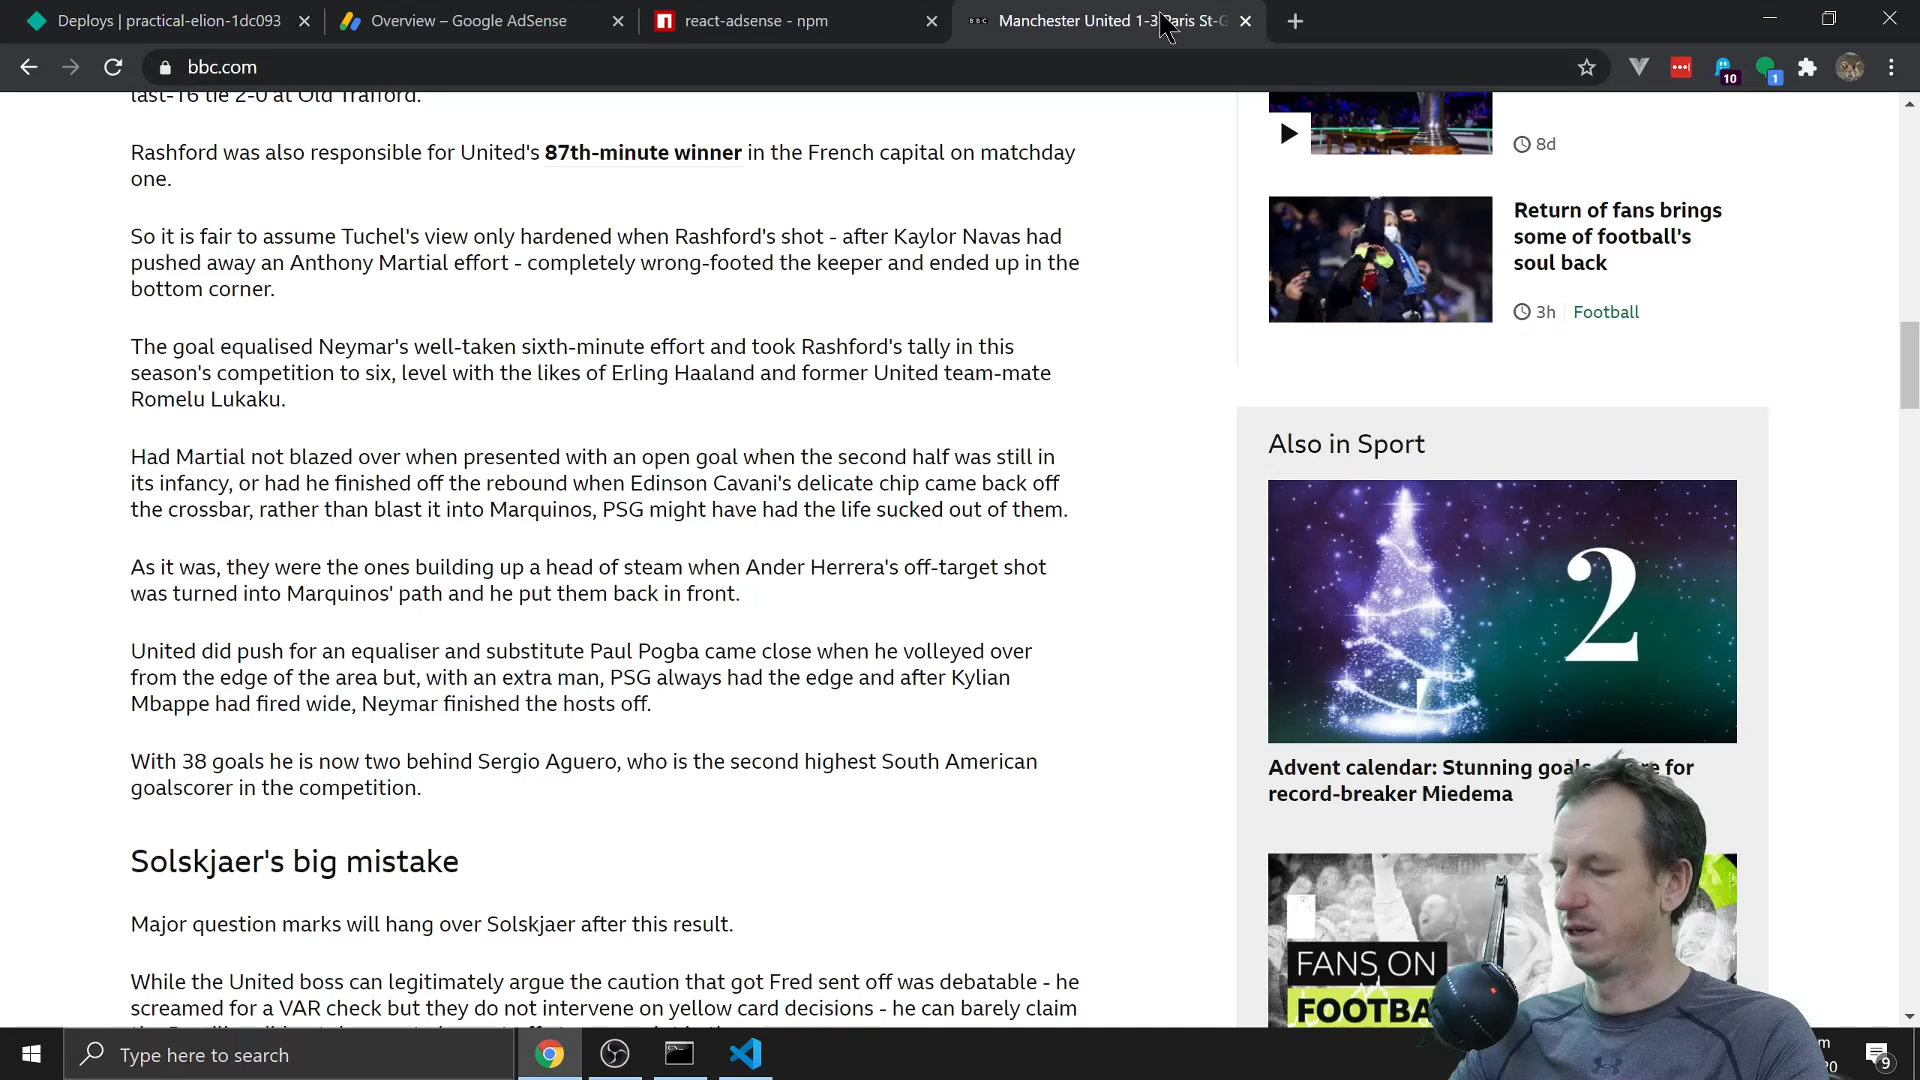 Deploys | practical-elion-1dc093
Overview – Google AdSense
react-adsense - npm
BBC
Manchester United 1-3 Paris St-G
bbc.com
10
1
last-16 tie 2-0 at Old Trafford.
Rashford was also responsible for United's 87th-minute winner in the French capital on matchday
one.
So it is fair to assume Tuchel's view only hardened when Rashford's shot - after Kaylor Navas had
pushed away an Anthony Martial effort - completely wrong-footed the keeper and ended up in the
bottom corner.
The goal equalised Neymar's well-taken sixth-minute effort and took Rashford's tally in this
season's competition to six, level with the likes of Erling Haaland and former United team-mate
Romelu Lukaku.
Had Martial not blazed over when presented with an open goal when the second half was still in
its infancy, or had he finished off the rebound when Edinson Cavani's delicate chip came back off
the crossbar, rather than blast it into Marquinos, PSG might have had the life sucked out of them.
As it was, they were the ones building up a head of steam when Ander Herrera's off-target shot
was turned into Marquinos' path and he put them back in front.
United did push for an equaliser and substitute Paul Pogba came close when he volleyed over
from the edge of the area but, with an extra man, PSG always had the edge and after Kylian
Mbappe had fired wide, Neymar finished the hosts off.
With 38 goals he is now two behind Sergio Aguero, who is the second highest South American
goalscorer in the competition.
Solskjaer's big mistake
Major question marks will hang over Solskjaer after this result.
While the United boss can legitimately argue the caution that got Fred sent off was debatable - he
screamed for a VAR check but they do not intervene on yellow card decisions - he can barely claim
8d
Return of fans brings
some of football's
soul back
3h Football
Also in Sport
2
Advent calendar: Stunning goals for
record-breaker Miedema
FANS ON
FOOTBA
Type here to search
9